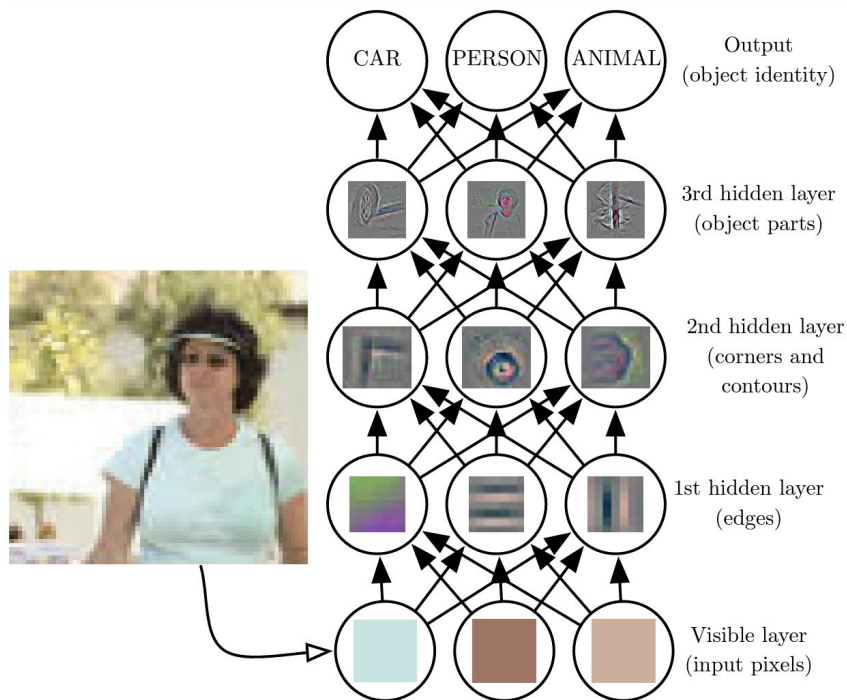 CAR
PERSON
ANIMAL
Output
(object identity)
3rd hidden layer
(object parts)
2nd hidden layer
(corners and
contours)
1st hidden layer
(edges)
Visible layer
(input pixels)